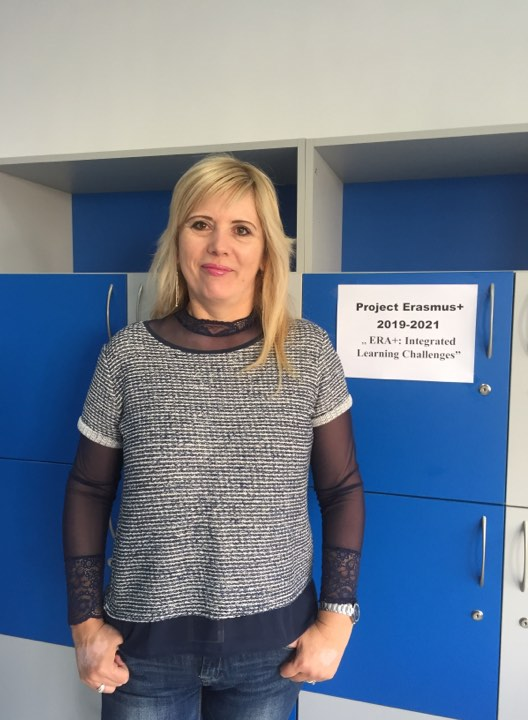 Project Erasmus+
2019-2021
„ ERA+: Integrated
Learning Challenges”